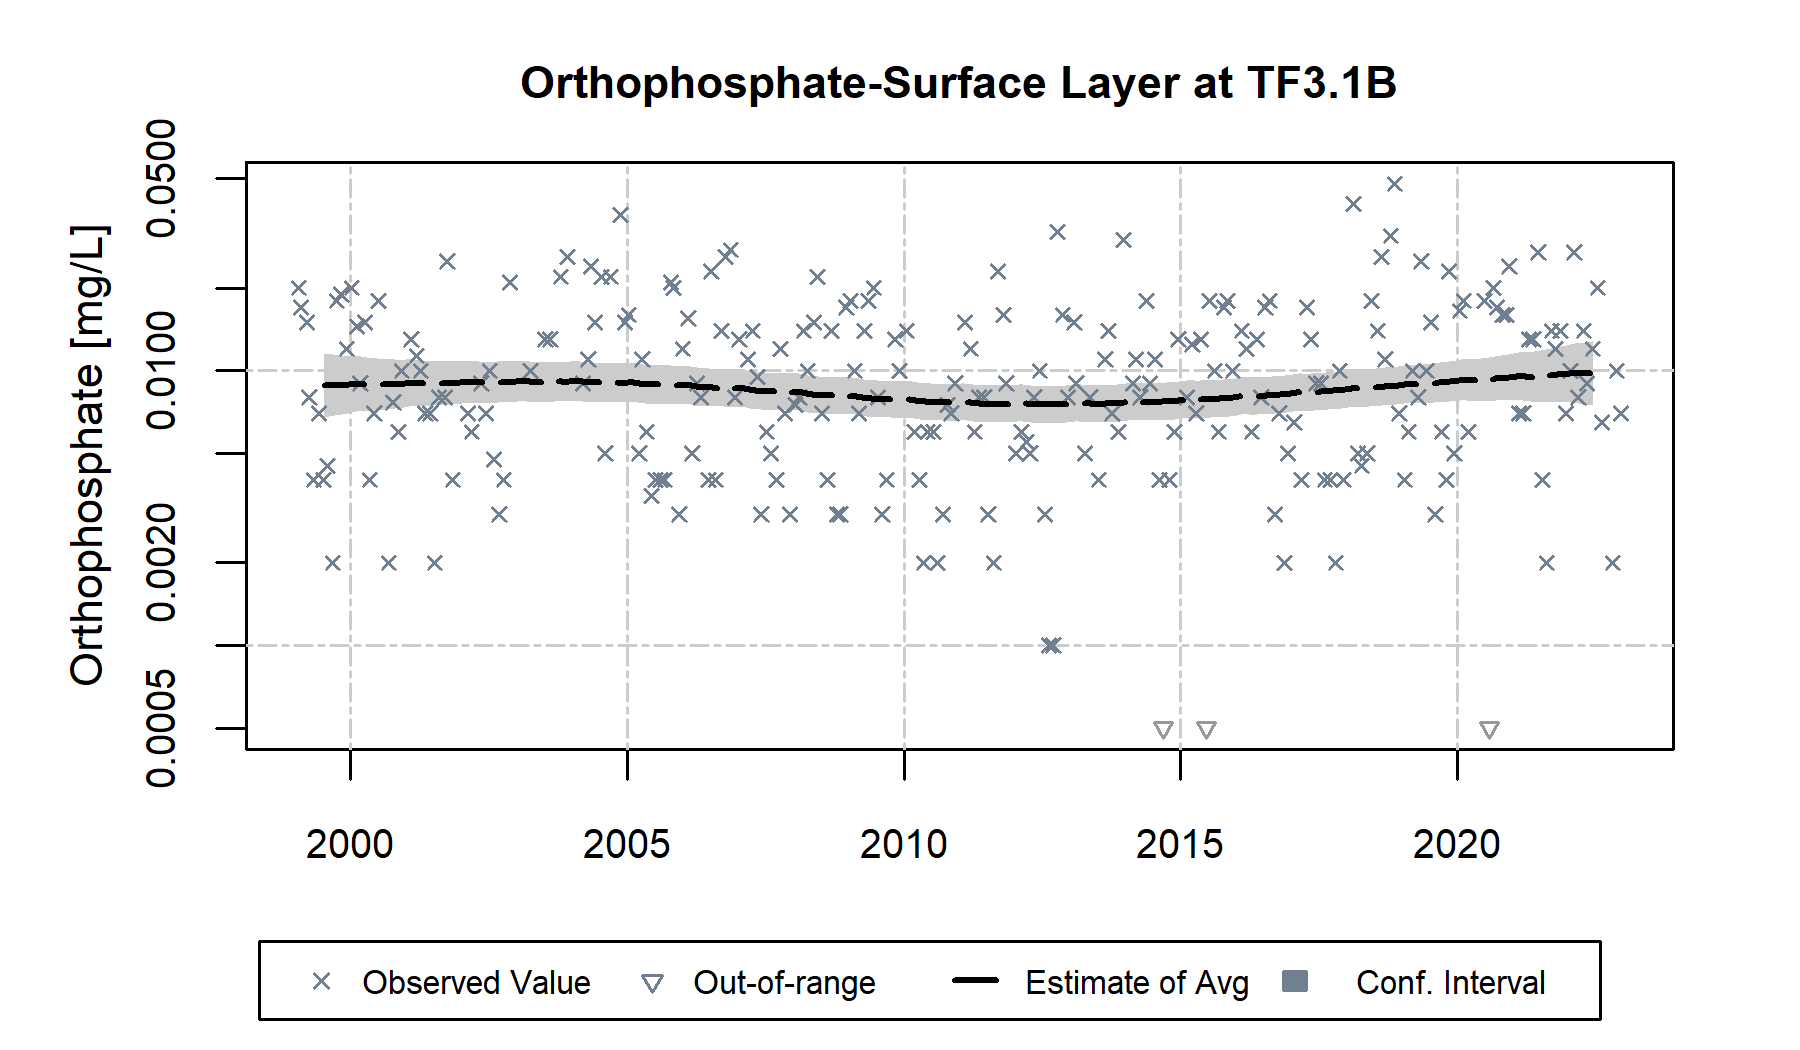 Orthophosphate-Surface Layer at TF3.1B
Orthophosphate [mg/L]
0.0500
0.0100
0.0020
0.0005
2000 2005 2010 2015 2020
Observed Value Out-of-range Estimate of Avg Conf. Interval